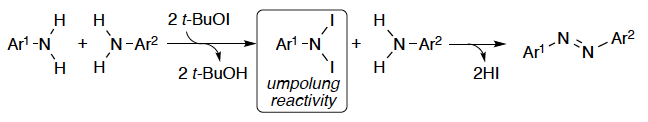 H H
2 t-BuOI
I
Ar¹-N + N-Ar² Ar¹-N + N-Ar² Ar¹ N N Ar²
H H
2 t-BuOH
I
H
H
2HI
umpolung
reactivity